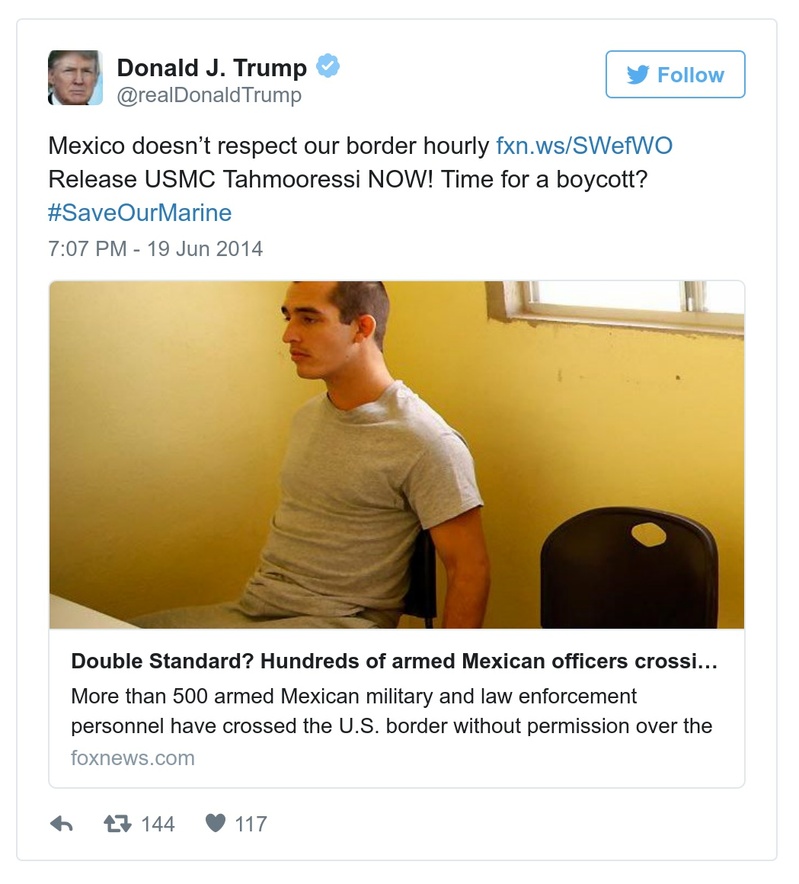 Donald J. Trump
@realDonaldTrump
Follow
Mexico doesn’t respect our border hourly fxn.ws/SWefWO
Release USMC Tahmooressi NOW! Time for a boycott?
#SaveOurMarine
7:07 PM - 19 Jun 2014
Double Standard? Hundreds of armed Mexican officers crossi…
More than 500 armed Mexican military and law enforcement
personnel have crossed the U.S. border without permission over the
foxnews.com
144 117